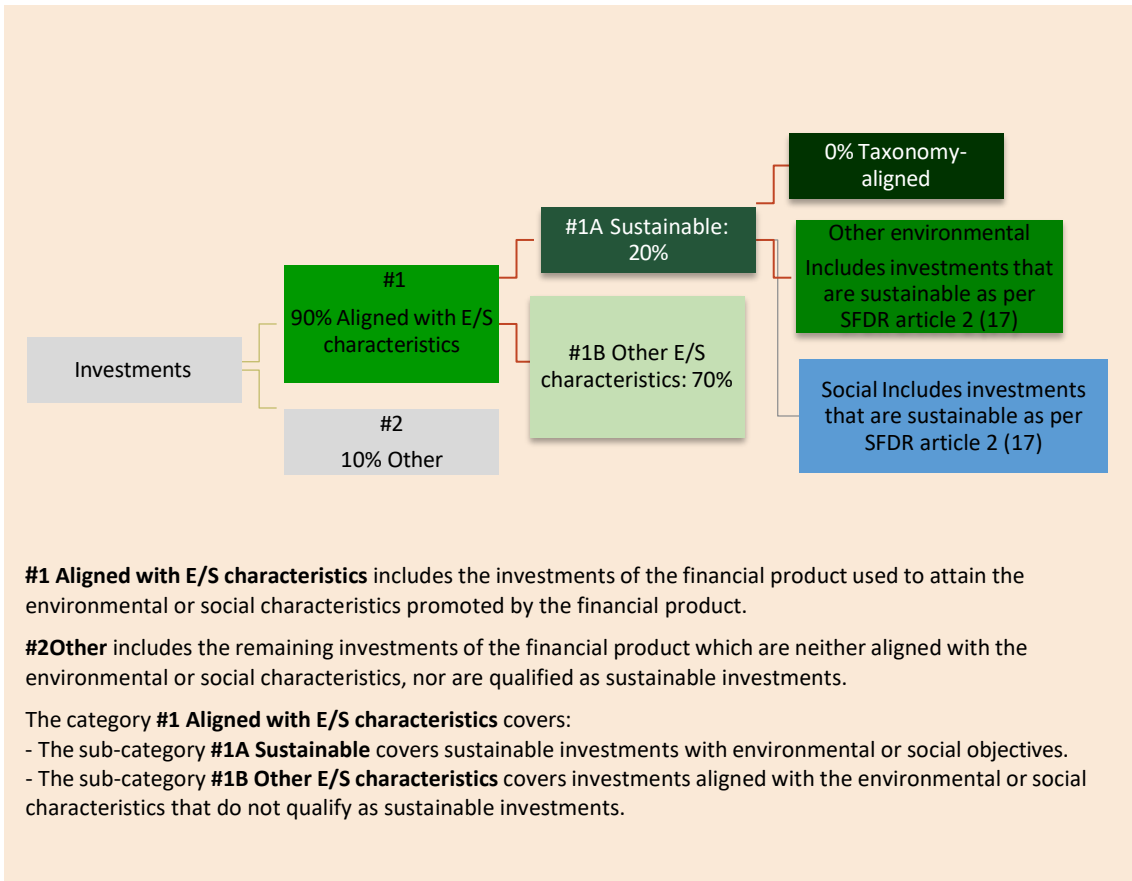 Investments
#1
90% Aligned with E/S
characteristics
#2
10% Other
#1A Sustainable:
20%
#1B Other E/S
characteristics: 70%
0% Taxonomy-
aligned
Other environmental
Includes investments that
are sustainable as per
SFDR article 2 (17)
Social Includes investments
that are sustainable as per
SFDR article 2 (17)
#1 Aligned with E/S characteristics includes the investments of the financial product used to attain the
environmental or social characteristics promoted by the financial product.
#2Other includes the remaining investments of the financial product which are neither aligned with the
environmental or social characteristics, nor are qualified as sustainable investments.
The category #1 Aligned with E/S characteristics covers:
- The sub-category #1A Sustainable covers sustainable investments with environmental or social objectives.
- The sub-category #1B Other E/S characteristics covers investments aligned with the environmental or social
characteristics that do not qualify as sustainable investments.